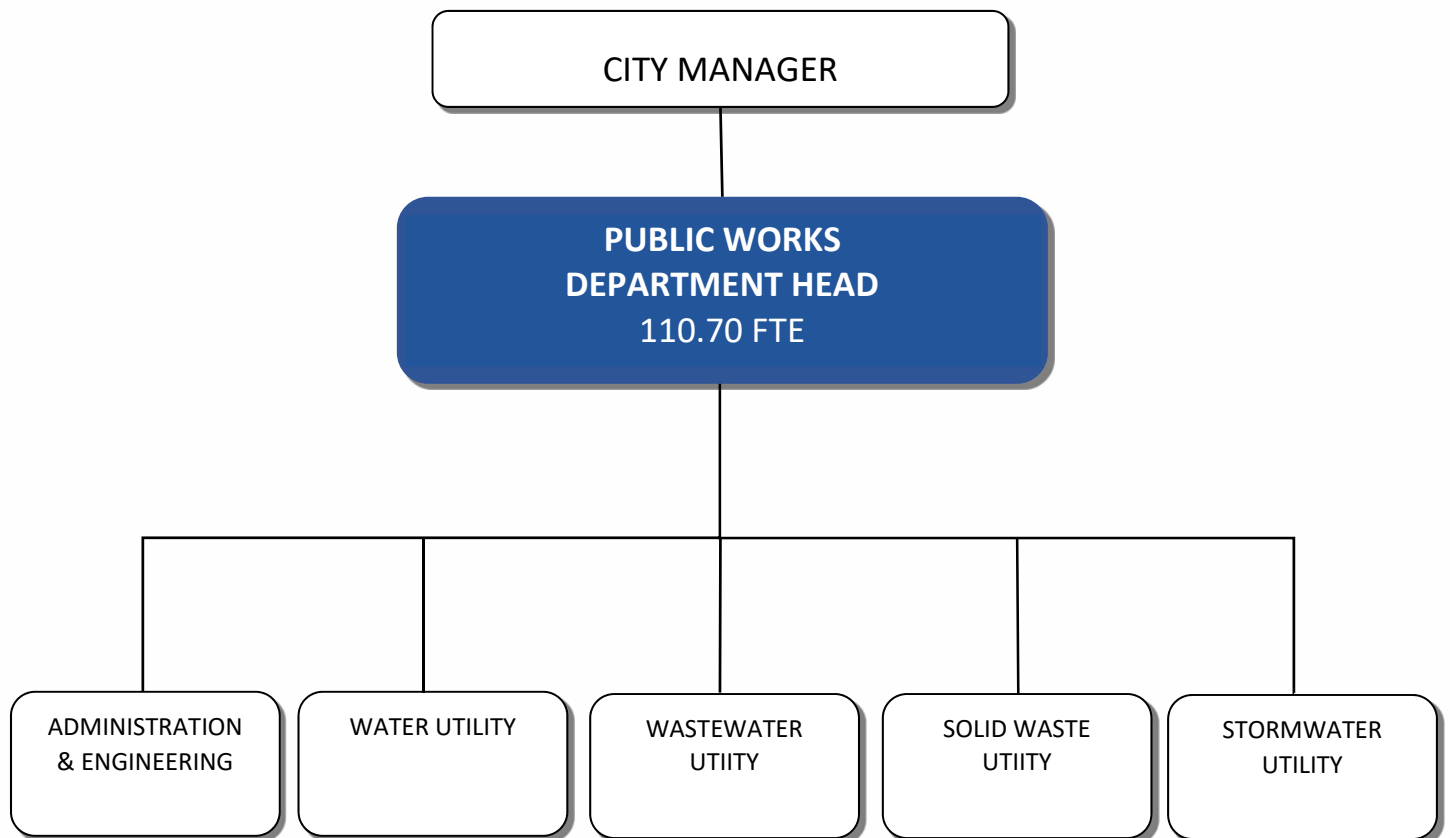 CITY MANAGER
PUBLIC WORKS
DEPARTMENT HEAD
110.70 FTE
ADMINISTRATION
& ENGINEERING
WATER UTILITY
WASTEWATER
UTIITY
SOLID WASTE
UTIITY
STORMWATER
UTILITY